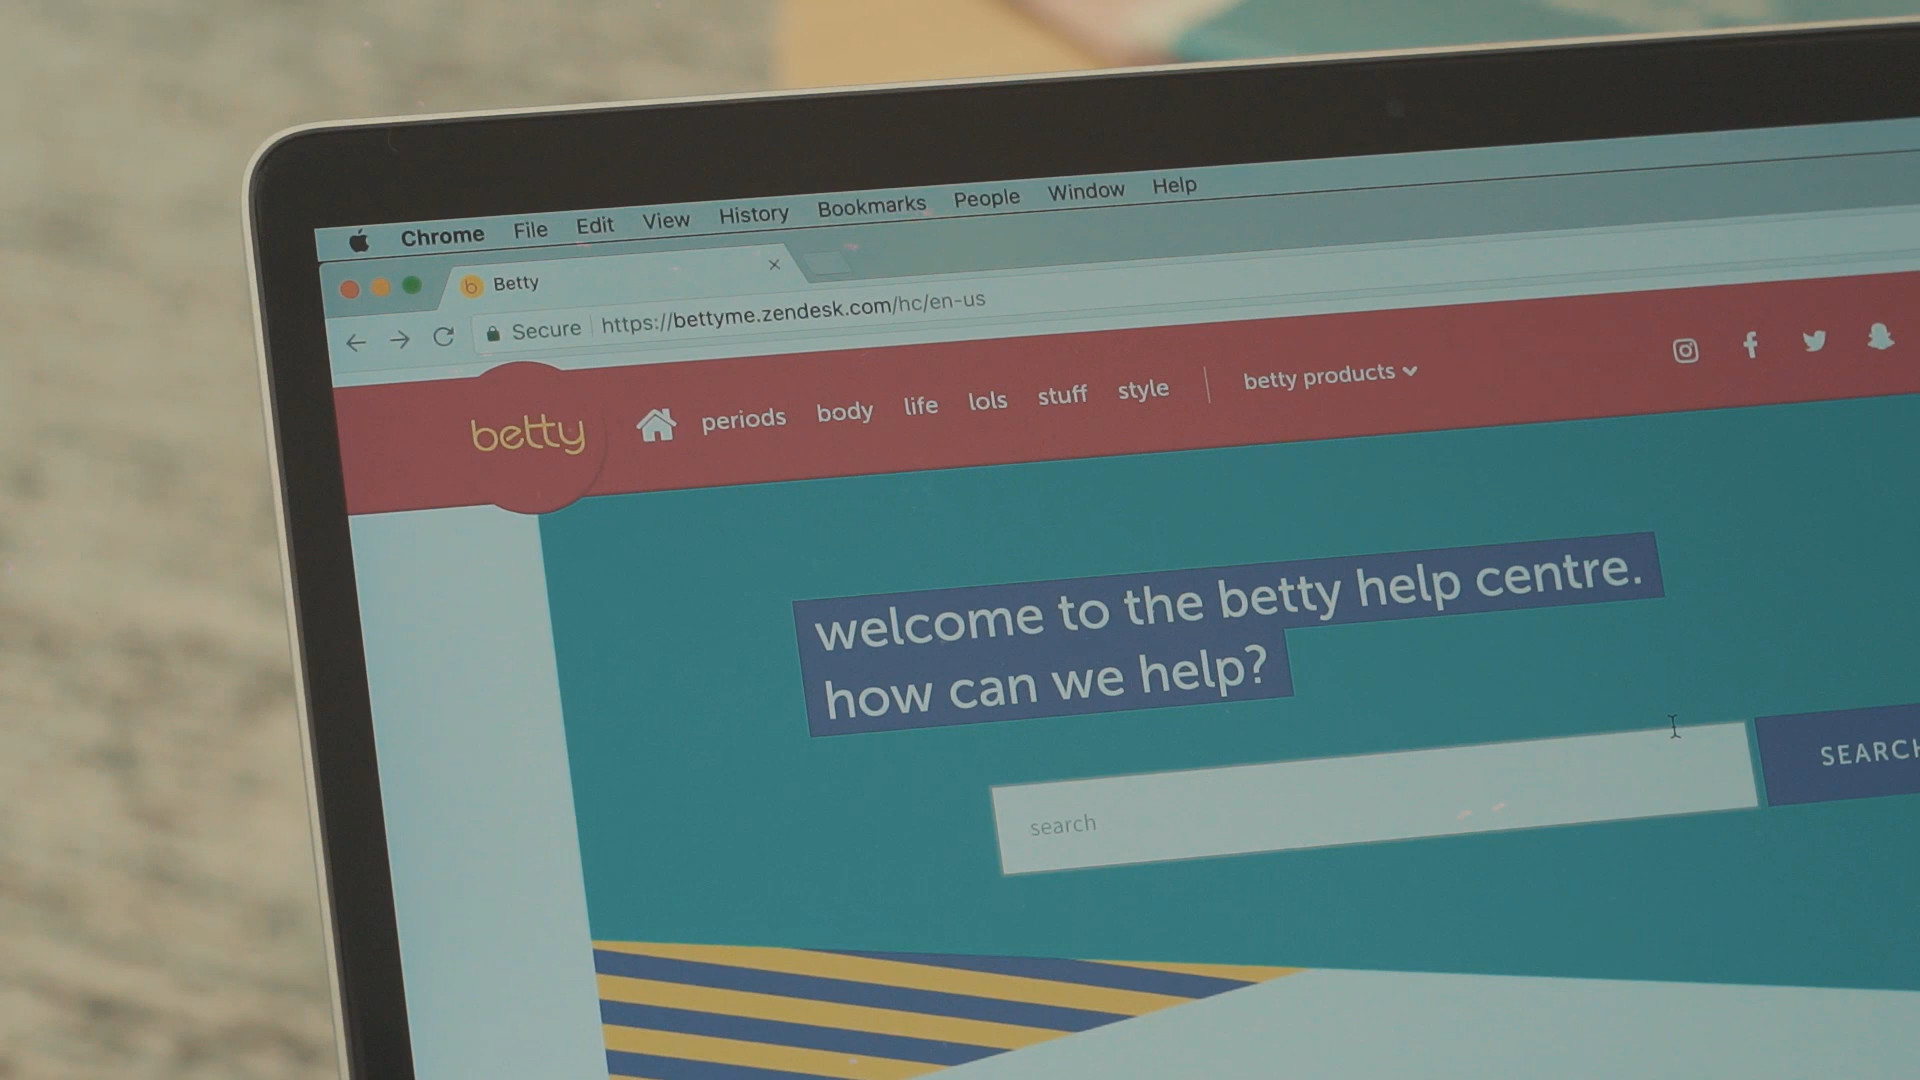 Chrome File Edit View History Bookmarks People Window Help
b Betty
Secure https://bettyme.zendesk.com/hc/en-us
betty periods body life lols stuff style betty products
welcome to the betty help centre.
how can we help?
search
SEARCH